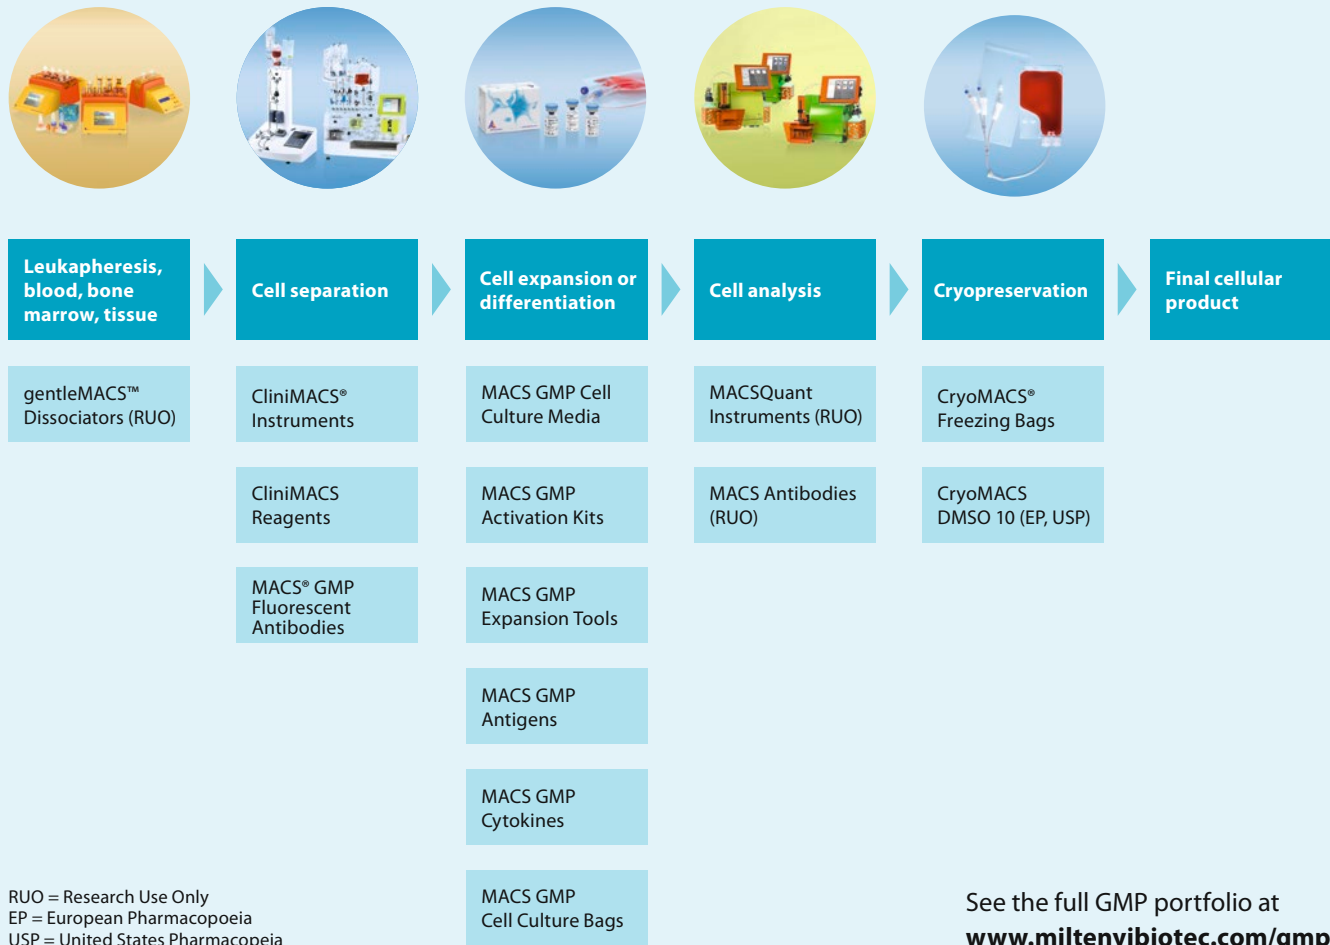 Leukapheresis,
blood, bone
marrow, tissue
Cell separation
Cell expansion or
differentiation
Cell analysis
Cryopreservation
Final cellular
product
gentleMACS™
Dissociators (RUO)
CliniMACS®
Instruments
CliniMACS
Reagents
MACS® GMP
Fluorescent
Antibodies
MACS GMP Cell
Culture Media
MACS GMP
Activation Kits
MACS GMP
Expansion Tools
MACS GMP
Antigens
MACS GMP
Cytokines
MACS GMP
Cell Culture Bags
MACSQuant
Instruments (RUO)
MACS Antibodies
(RUO)
CryoMACS®
Freezing Bags
CryoMACS
DMSO 10 (EP, USP)
RUO = Research Use Only
EP = European Pharmacopoeia
USP = United States Pharmacopeia
See the full GMP portfolio at
www.miltenyibiotec.com/gmp